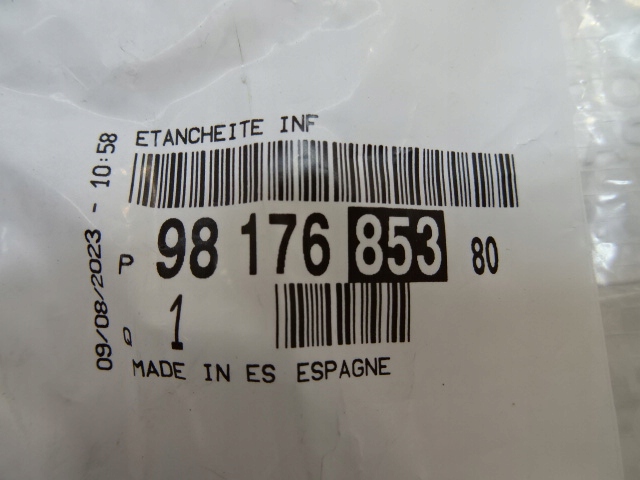 09/08/2023 - 10:58
ETANCHEITE INF
P 98 176 853 80
Q 1
MADE IN ES ESPAGNE